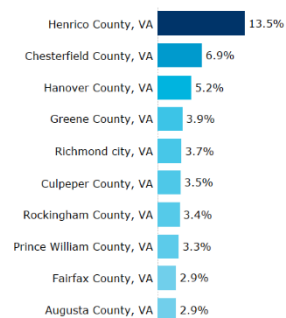 Henrico County, VA 13.5%
Chesterfield County, VA 6.9%
Hanover County, VA 5.2%
Greene County, VA 3.9%
Richmond city, VA 3.7%
Culpeper County, VA 3.5%
Rockingham County, VA 3.4%
Prince William County, VA 3.3%
Fairfax County, VA 2.9%
Augusta County, VA 2.9%